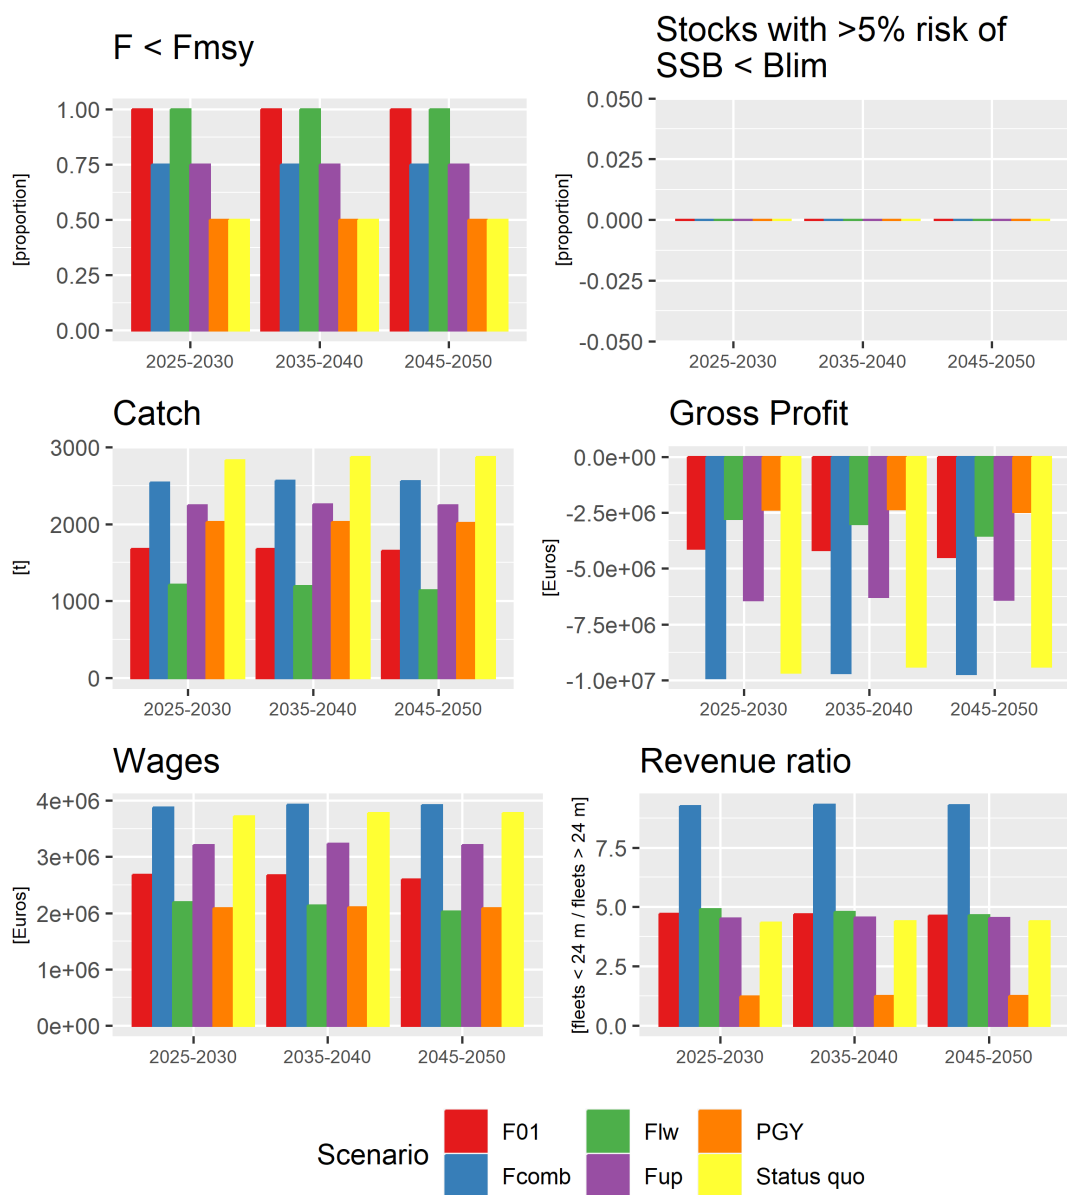 F < Fmsy
Stocks with >5% risk of
SSB < Blim
[proportion]
1.00
0.75
0.50
0.25
0.00
2025-2030
2035-2040
2045-2050
[proportion]
0.050
0.025
0.000
-0.025
-0.050
2025-2030
2035-2040
2045-2050
Catch
[t]
3000
2000
1000
0
2025-2030
2035-2040
2045-2050
Gross Profit
[Euros]
0.0e+00
-2.5e+06
-5.0e+06
-7.5e+06
-1.0e+07
2025-2030
2035-2040
2045-2050
Wages
[Euros]
4e+06
3e+06
2e+06
1e+06
0e+00
2025-2030
2035-2040
2045-2050
Revenue ratio
[fleets < 24 m / fleets > 24 m]
7.5
5.0
2.5
0.0
2025-2030
2035-2040
2045-2050
Scenario
F01
Flw
PGY
Fcomb
Fup
Status quo